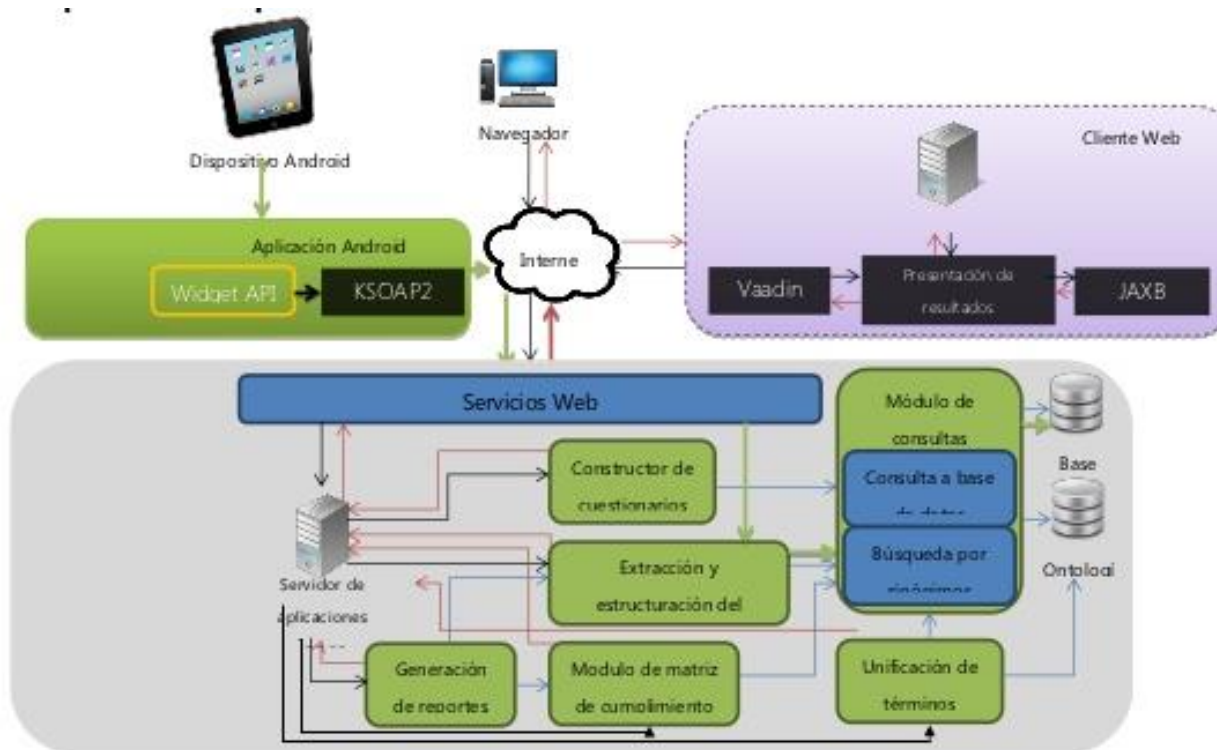 Navegador
Dispositivo Android
Cliente Web
Aplicación Android
Interne
Widget API
KSOAP2
Vaadin
Presentación de
resultados
JAXB
Servicios Web
Módulo de
consultas
Base
Constructor de
cuestionarios
Consulta a base
de datos
Búsqueda por
Ontologí
Extracción y
estructuración del
Servidor de
aplicaciones
Generación
de reportes
Modulo de matriz
de cumplimiento
Unificación de
términos